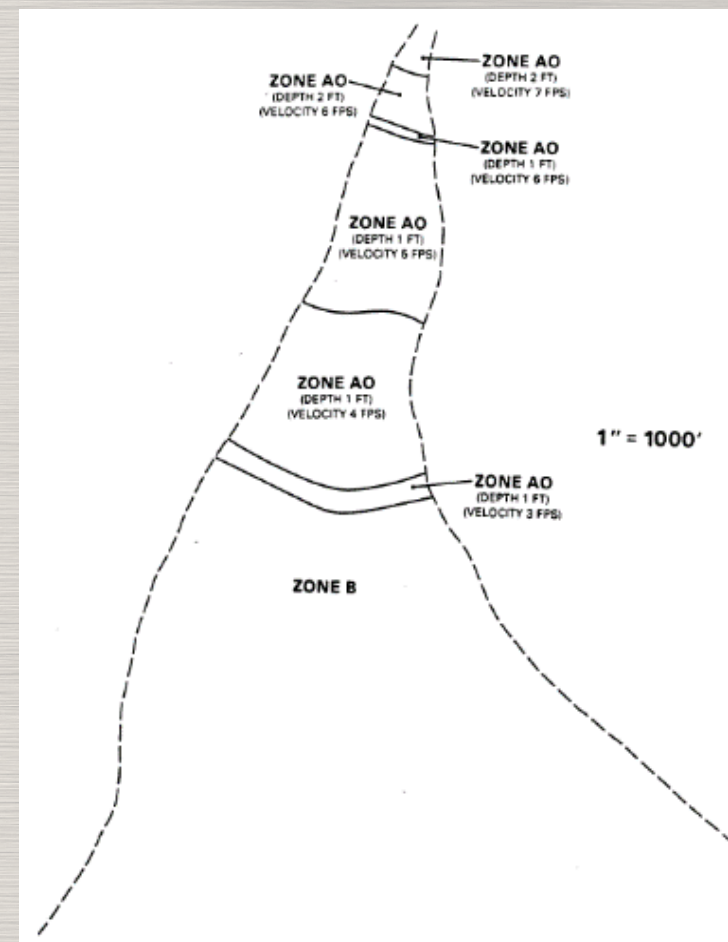 ZONE AO
(DEPTH 2 FT)
(VELOCITY 7 FPS)
ZONE AO
(DEPTH 2 FT)
(VELOCITY 6 FPS)
ZONE AO
(DEPTH 1 FT)
(VELOCITY 6 FPS)
ZONE AO
(DEPTH 1 FT)
(VELOCITY 5 FPS)
ZONE AO
(DEPTH 1 FT)
(VELOCITY 4 FPS)
1" = 1000'
ZONE AO
(DEPTH 1 FT)
(VELOCITY 3 FPS)
ZONE B